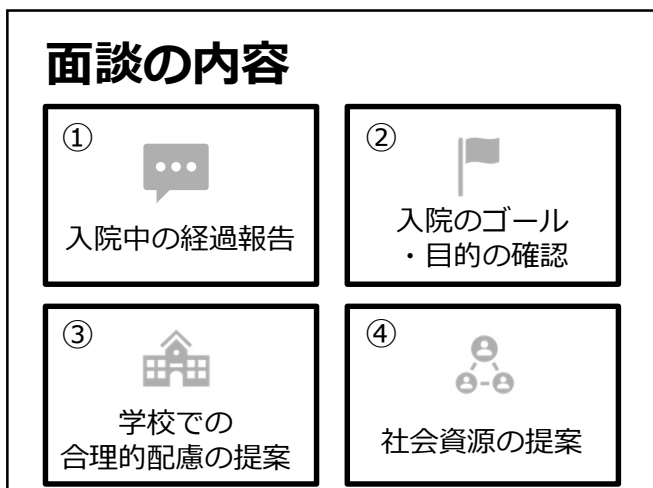 面談の内容
①
入院中の経過報告
②
入院のゴール
・目的の確認
③
学校での
合理的配慮の提案
④
社会資源の提案